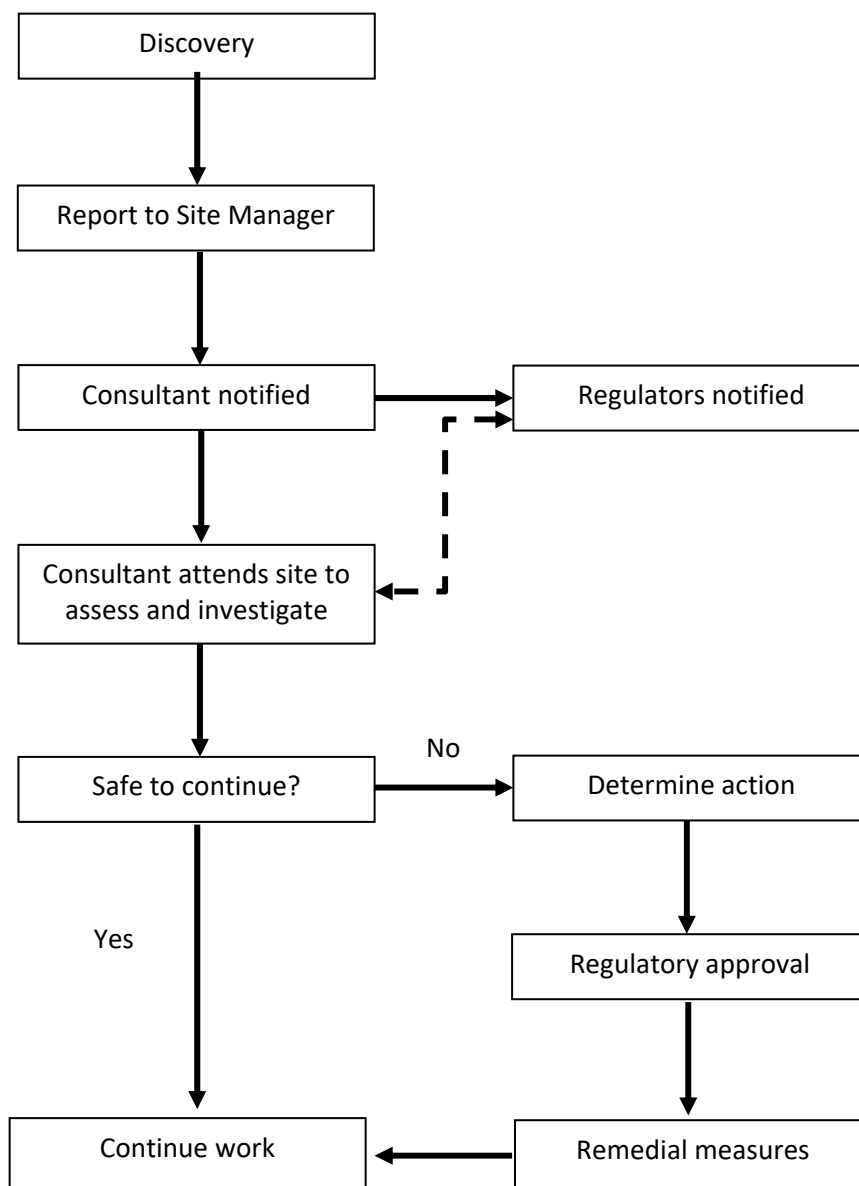 Discovery
Report to Site Manager
Consultant notified
Regulators notified
Consultant attends site to
assess and investigate
No
Safe to continue?
Determine action
Yes
Regulatory approval
Continue work
Remedial measures